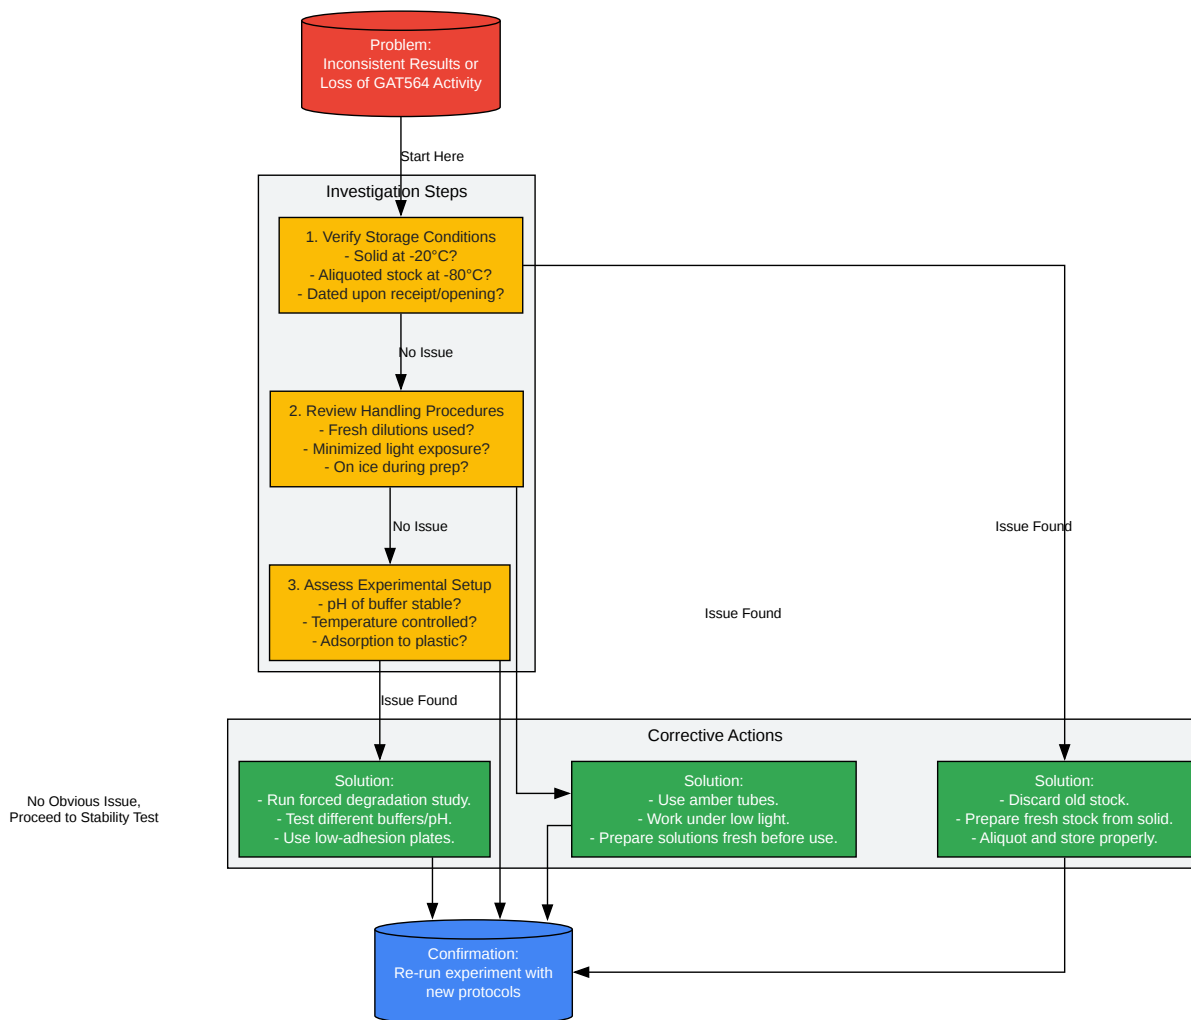 Problem:
Inconsistent Results or
Loss of GAT564 Activity
Start Here
Investigation Steps
1. Verify Storage Conditions
- Solid at -20°C?
- Aliquoted stock at -80°C?
- Dated upon receipt/opening?
No Issue
2. Review Handling Procedures
- Fresh dilutions used?
- Minimized light exposure?
- On ice during prep?
No Issue
Issue Found
3. Assess Experimental Setup
- pH of buffer stable?
- Temperature controlled?
- Adsorption to plastic?
Issue Found
Issue Found
Corrective Actions
Solution:
- Run forced degradation study.
- Test different buffers/pH.
- Use low-adhesion plates.
Solution:
- Use amber tubes.
- Work under low light.
- Prepare solutions fresh before use.
Solution:
- Discard old stock.
- Prepare fresh stock from solid.
- Aliquot and store properly.
No Obvious Issue,
Proceed to Stability Test
Confirmation:
Re-run experiment with
new protocols